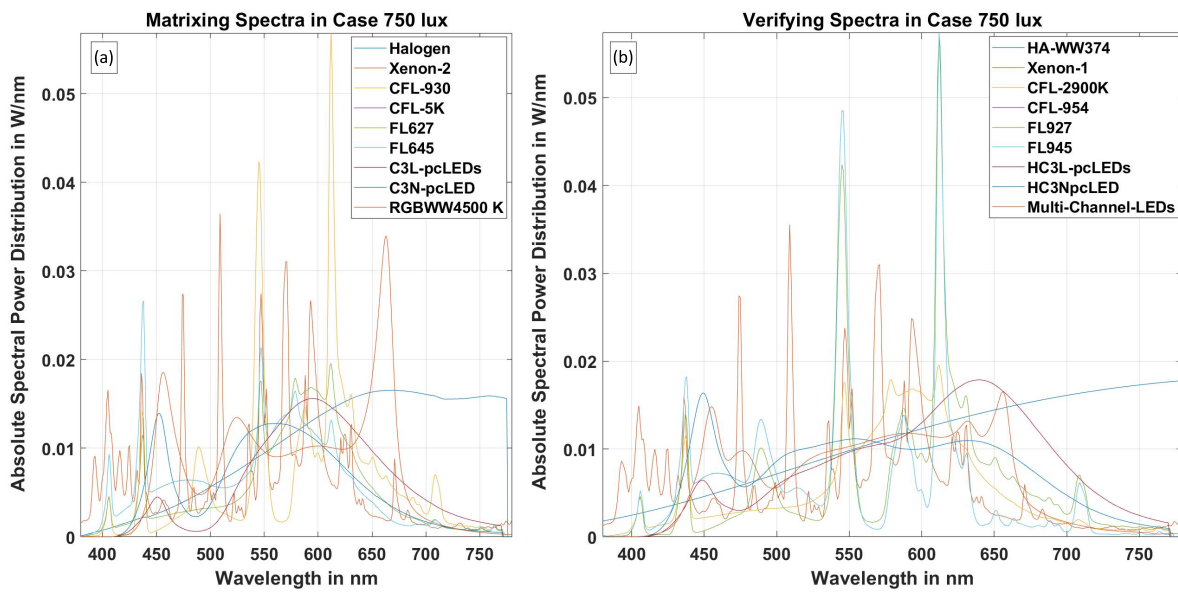 Matrixing Spectra in Case 750 lux
(a)
Halogen
Xenon-2
CFL-930
CFL-5K
FL627
FL645
C3L-pcLEDs
C3N-pcLED
RGBWW4500 K
Absolute Spectral Power Distribution in W/nm
0.05
0.04
0.03
0.02
0.01
0
400 450 500 550 600 650 700 750
Wavelength in nm
Verifying Spectra in Case 750 lux
(b)
HA-WW374
Xenon-1
CFL-2900K
CFL-954
FL927
FL945
HC3L-pcLEDs
HC3NpcLED
Multi-Channel-LEDs
Absolute Spectral Power Distribution in W/nm
0.05
0.04
0.03
0.02
0.01
0
400 450 500 550 600 650 700 750
Wavelength in nm